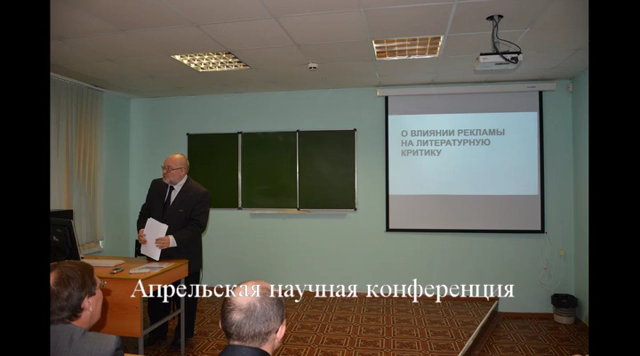 О ВЛИЯНИИ РЕКЛАМЫ
НА ЛИТЕРАТУРНУЮ
КРИТИКУ
Апрельская научная конференция